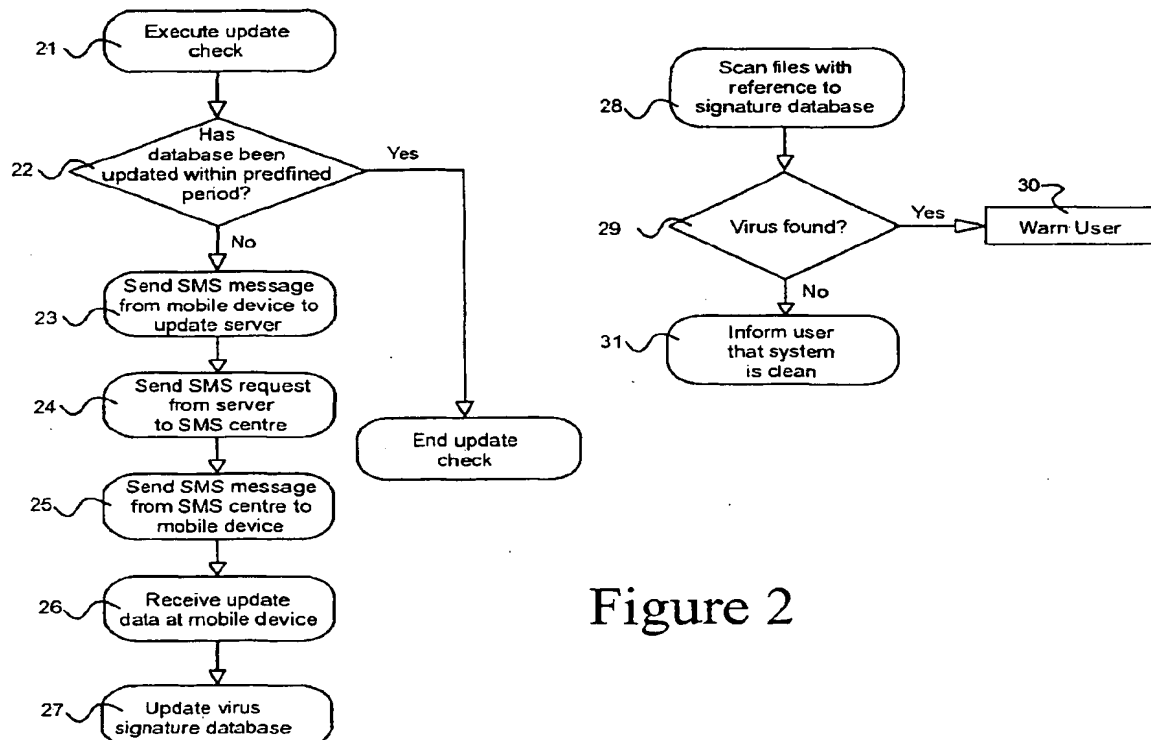 21
Execute update
check
22
Has
database been
updated within predfined
period?
Yes
No
23
Send SMS message
from mobile device to
update server
24
Send SMS request
from server
to SMS centre
End update
check
25
Send SMS message
from SMS centre to
mobile device
26
Receive update
data at mobile device
27
Update virus
signature database
28
Scan files with
reference to
signature database
29
Virus found?
Yes
30
Warn User
No
31
Inform user
that system
is clean
Figure 2